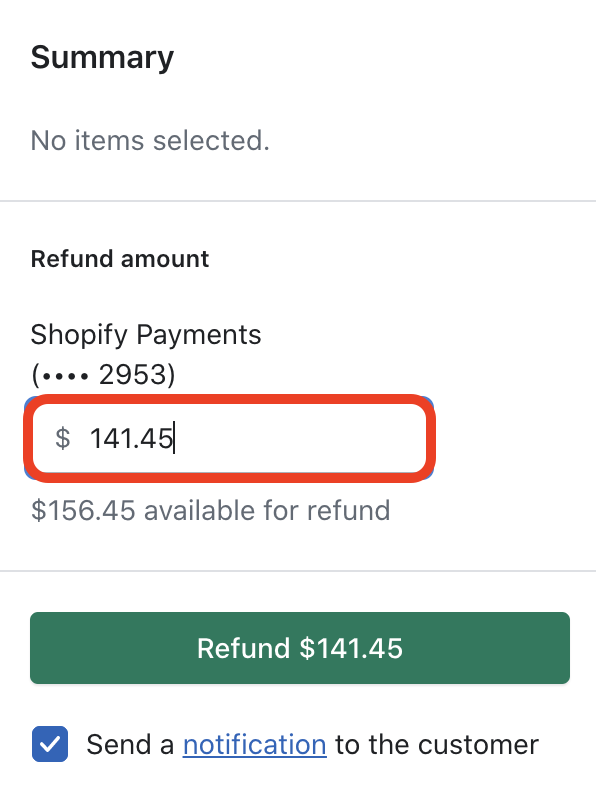 Summary
No items selected.
Refund amount
Shopify Payments
(•••• 2953)
$ 141.45
$156.45 available for refund
Refund $141.45
Send a notification to the customer